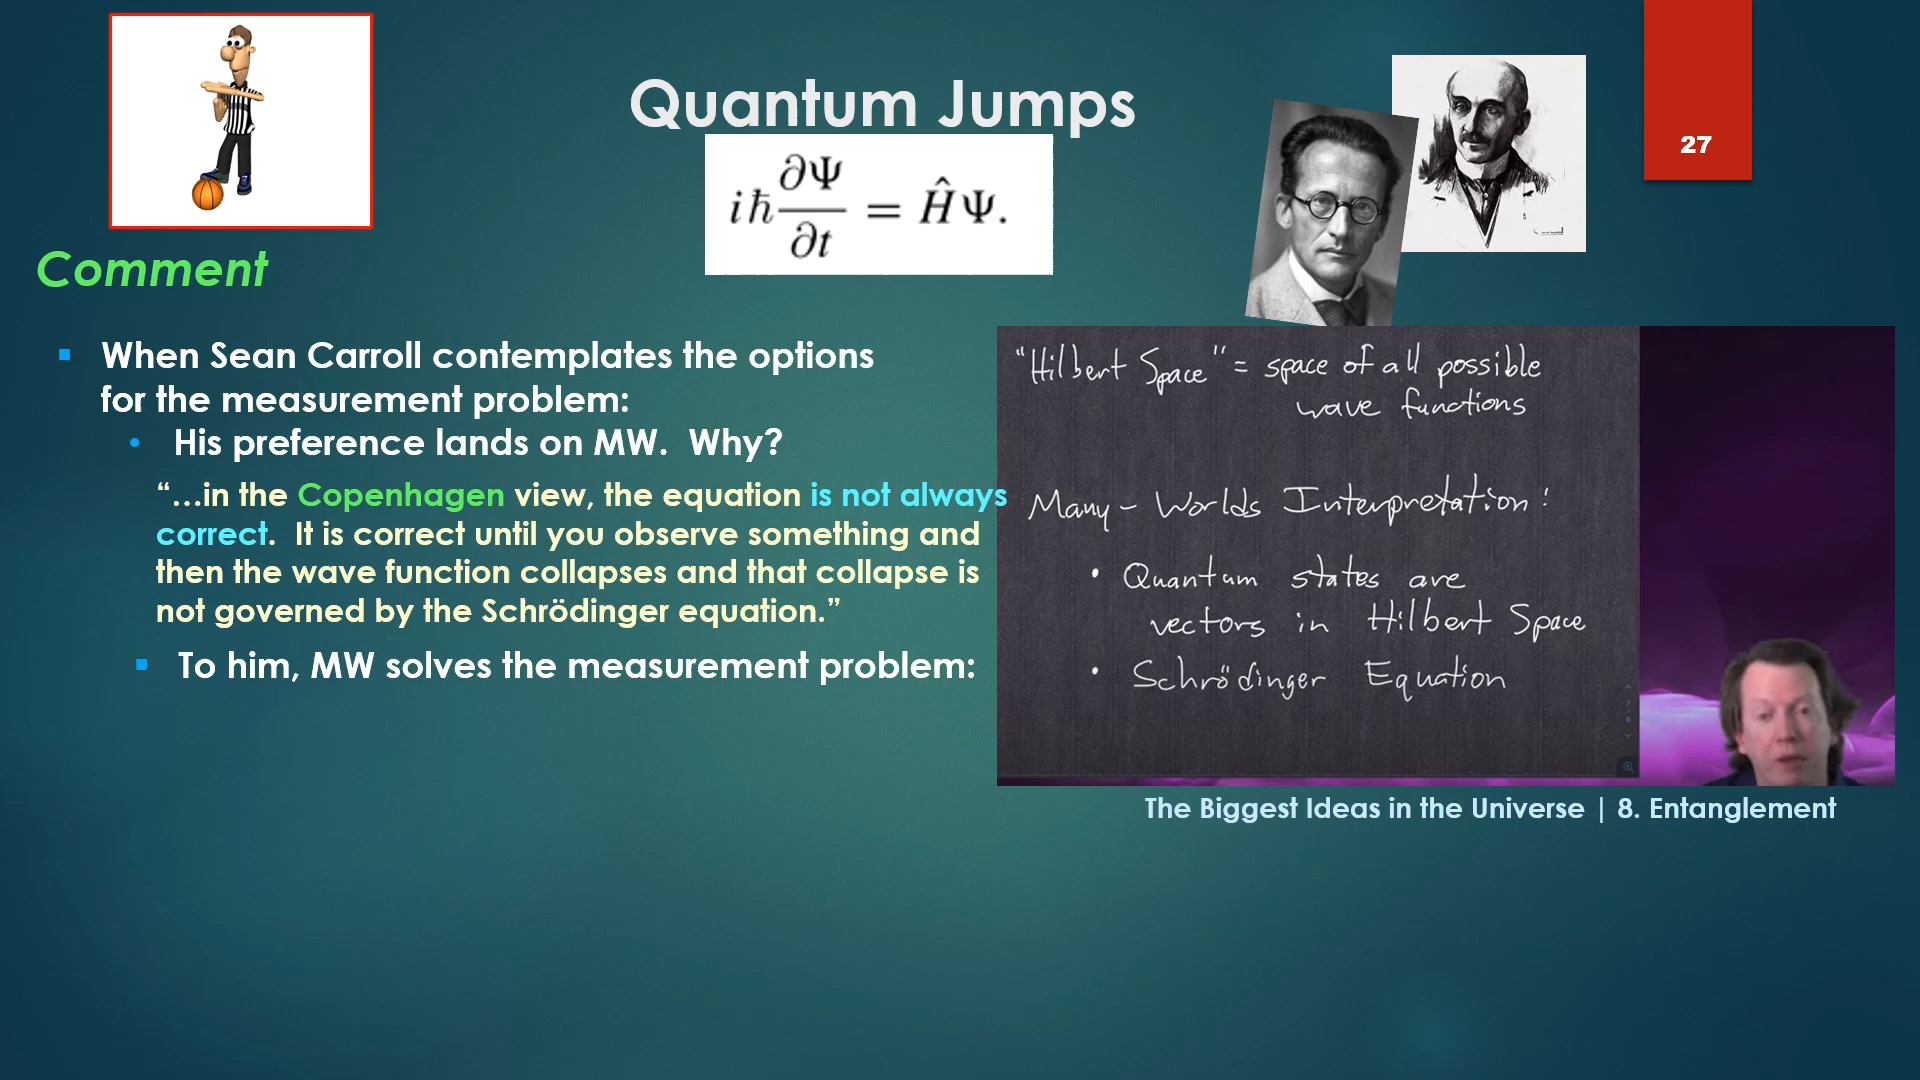 Quantum Jumps
27
iħ ∂Ψ/∂t = ĤΨ.
Comment
▪ When Sean Carroll contemplates the options
for the measurement problem:
• His preference lands on MW.  Why?
“…in the Copenhagen view, the equation is not always
correct.  It is correct until you observe something and
then the wave function collapses and that collapse is
not governed by the Schrödinger equation.”
▪ To him, MW solves the measurement problem:
"Hilbert Space" = space of all possible
wave functions
Many-Worlds Interpretation:
• Quantum states are
vectors in Hilbert Space
• Schrödinger Equation
The Biggest Ideas in the Universe | 8. Entanglement